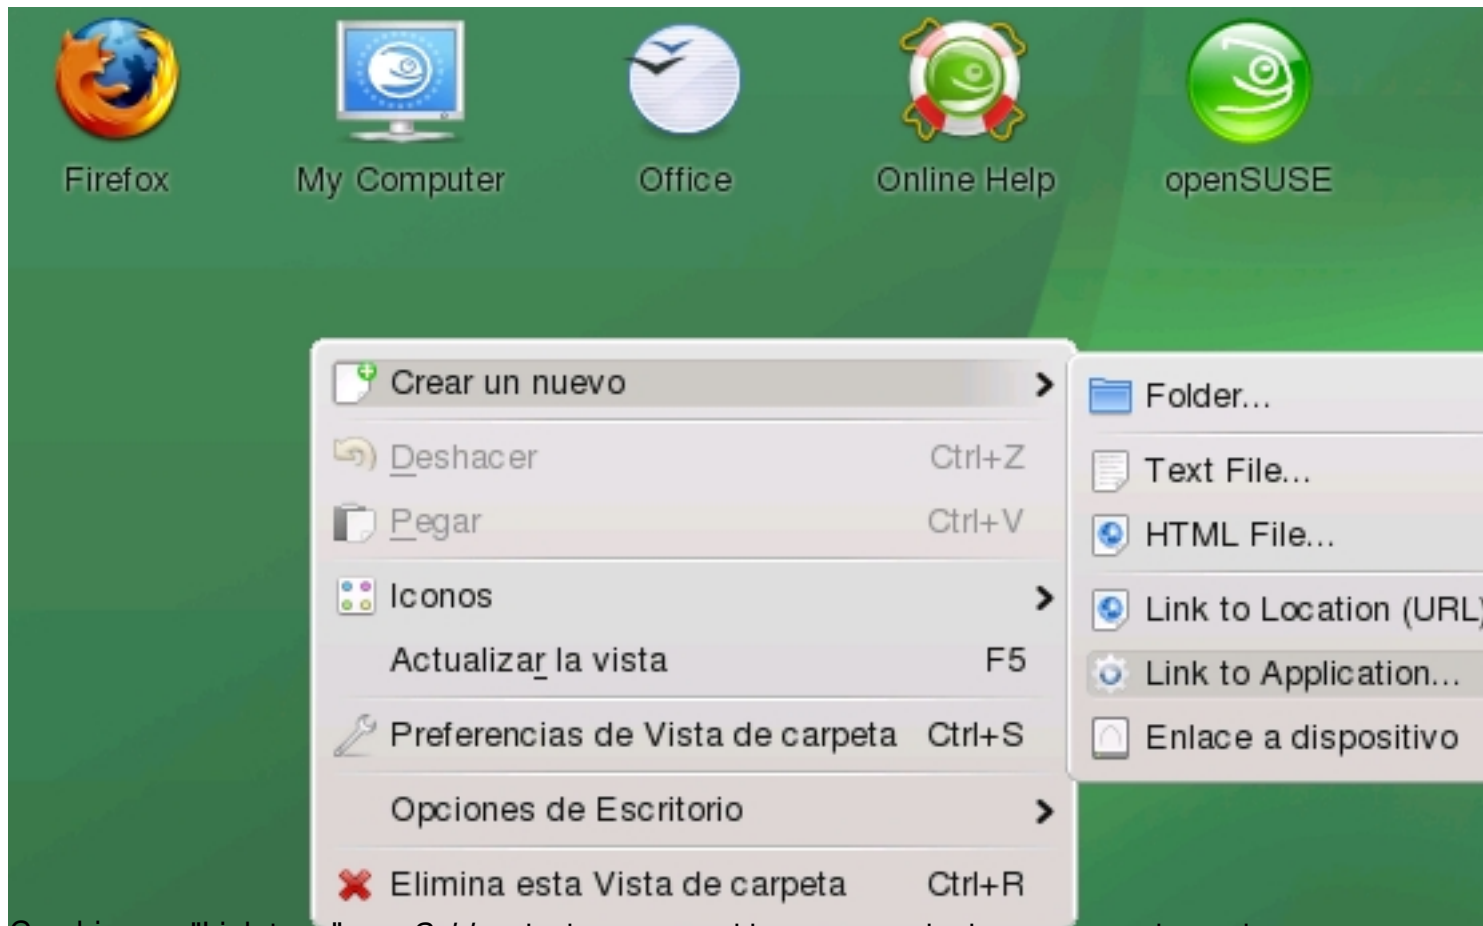 Firefox
My Computer
Office
Online Help
openSUSE
Crear un nuevo
Deshacer Ctrl+Z
Pegar Ctrl+V
Iconos
Actualizar la vista F5
Preferencias de Vista de carpeta Ctrl+S
Opciones de Escritorio
Elimina esta Vista de carpeta Ctrl+R
Folder...
Text File...
HTML File...
Link to Location (URL)
Link to Application...
Enlace a dispositivo